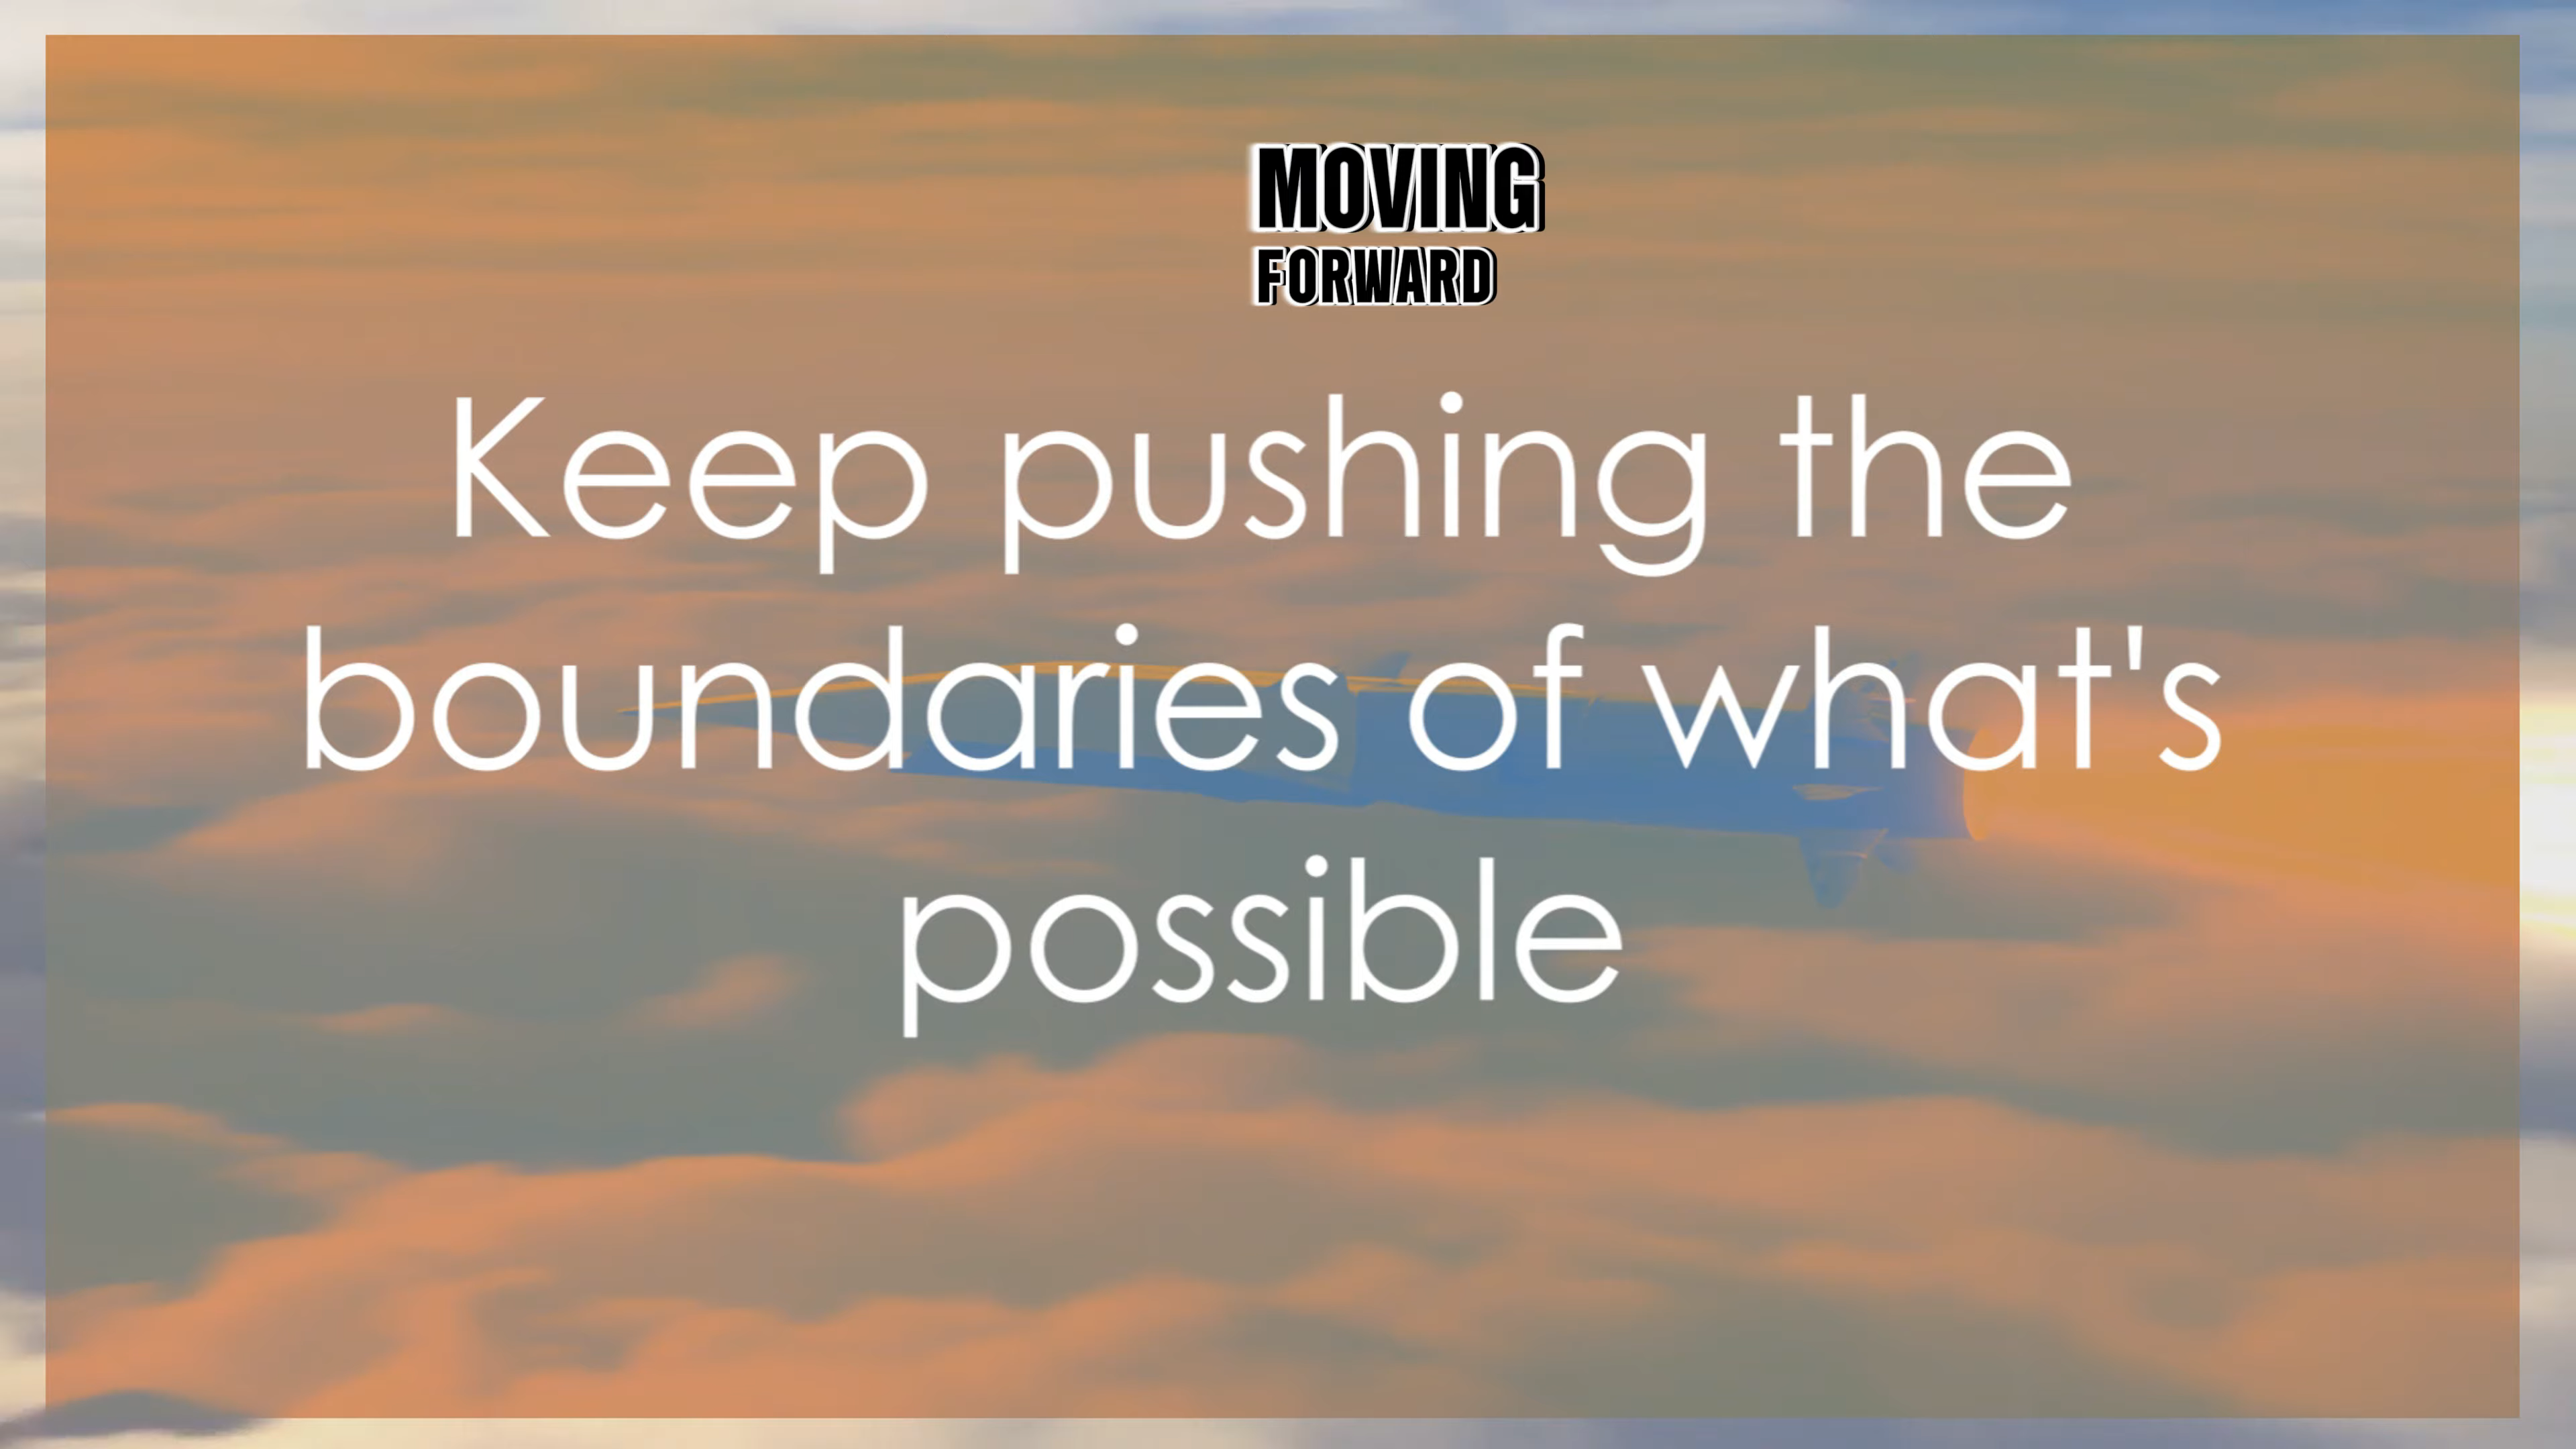 MOVING
FORWARD
Keep pushing the
boundaries of what's
possible